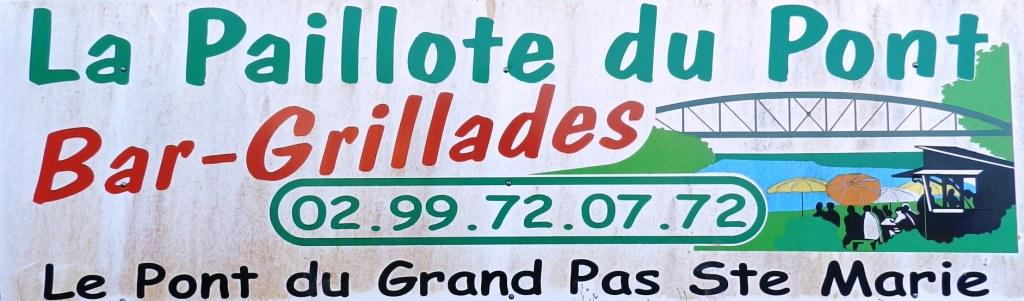 La Paillote du Pont
Bar-Grillades
02.99.72.07.72
Le Pont du Grand Pas Ste Marie